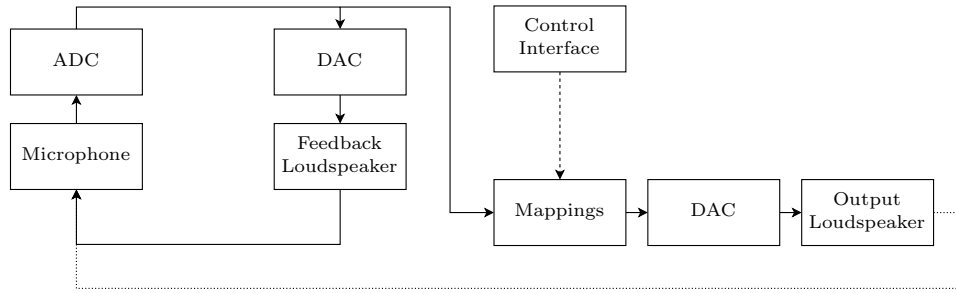 ADC
DAC
Control
Interface
Microphone
Feedback
Loudspeaker
Mappings
DAC
Output
Loudspeaker